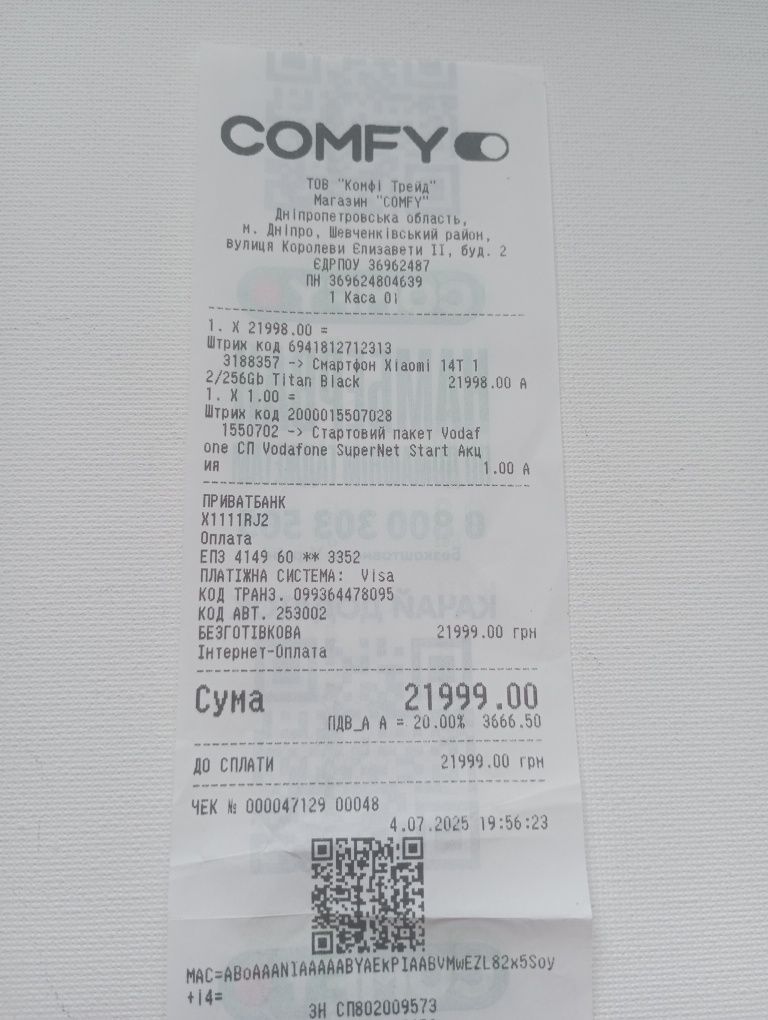 COMFY
ТОВ "Комфі Трейд"
Магазин "COMFY"
Дніпропетровська область,
м. Дніпро, Шевченківський район,
вулиця Королеви Єлизавети II, буд. 2
ЄДРПОУ 36962487
ПН 369624804639
1 Каса 01
1. X 21998.00 =
Штрих код 6941812712313
3188357 -> Смартфон Xiaomi 14T 1
2/256Gb Titan Black 21998.00 А
1. X 1.00 =
Штрих код 2000015507028
1550702 -> Стартовий пакет Vodaf
one СП Vodafone SuperNet Start Акц
ия 1.00 А
ПРИВАТБАНК
X1111RJ2
Оплата
ЕПЗ 4149 60 ** 3352
ПЛАТІЖНА СИСТЕМА: Visa
КОД ТРАНЗ. 099364478095
КОД АВТ. 253002
БЕЗГОТІВКОВА 21999.00 грн
Інтернет-Оплата
Сума 21999.00
ПДВ_А А = 20.00% 3666.50
ДО СПЛАТИ 21999.00 грн
ЧЕК № 000047129 00048
4.07.2025 19:56:23
MAC=ABoAAANIAAAAABYAEkPIAABVMwEZL82x5Soy
+i4=
ЗН СП802009573